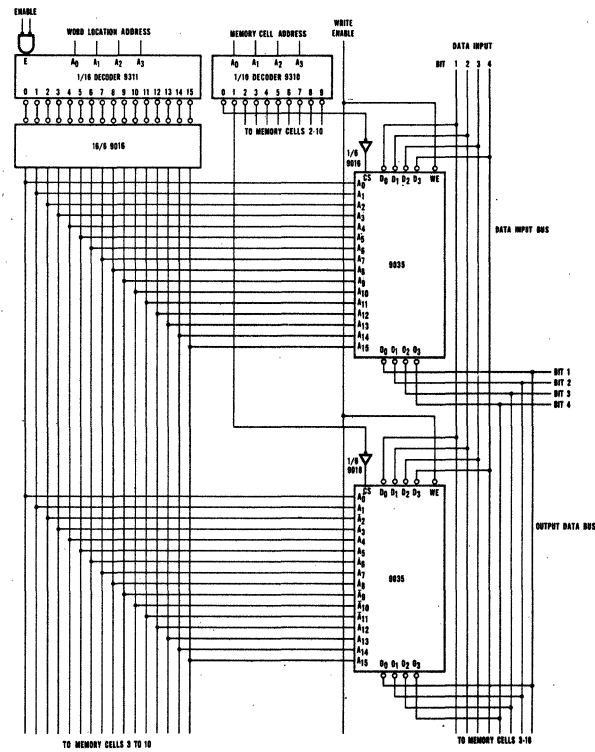 ENABLE
WORD LOCATION ADDRESS
MEMORY CELL ADDRESS
WRITE
ENABLE
DATA INPUT
BIT 1 2 3 4
E A0 A1 A2 A3
1/16 DECODER 9311
0 1 2 3 4 5 6 7 8 9 10 11 12 13 14 15
A0 A1 A2 A3
1/10 DECODER 9310
0 1 2 3 4 5 6 7 8 9
TO MEMORY CELLS 2-10
16/6 9016
1/6
9016
CS D0 D1 D2 D3 WE
A0
A1
A2
A3
A4
A5
A6
A7
A8
A9
A10
A11
A12
A13
A14
A15
9035
O0 O1 O2 O3
DATA INPUT BUS
BIT 1
BIT 2
BIT 3
BIT 4
1/6
9016
CS D0 D1 D2 D3 WE
A0
A1
A2
A3
A4
A5
A6
A7
A8
A9
A10
A11
A12
A13
A14
A15
9035
O0 O1 O2 O3
OUTPUT DATA BUS
TO MEMORY CELLS 3 TO 10
TO MEMORY CELLS 3-16